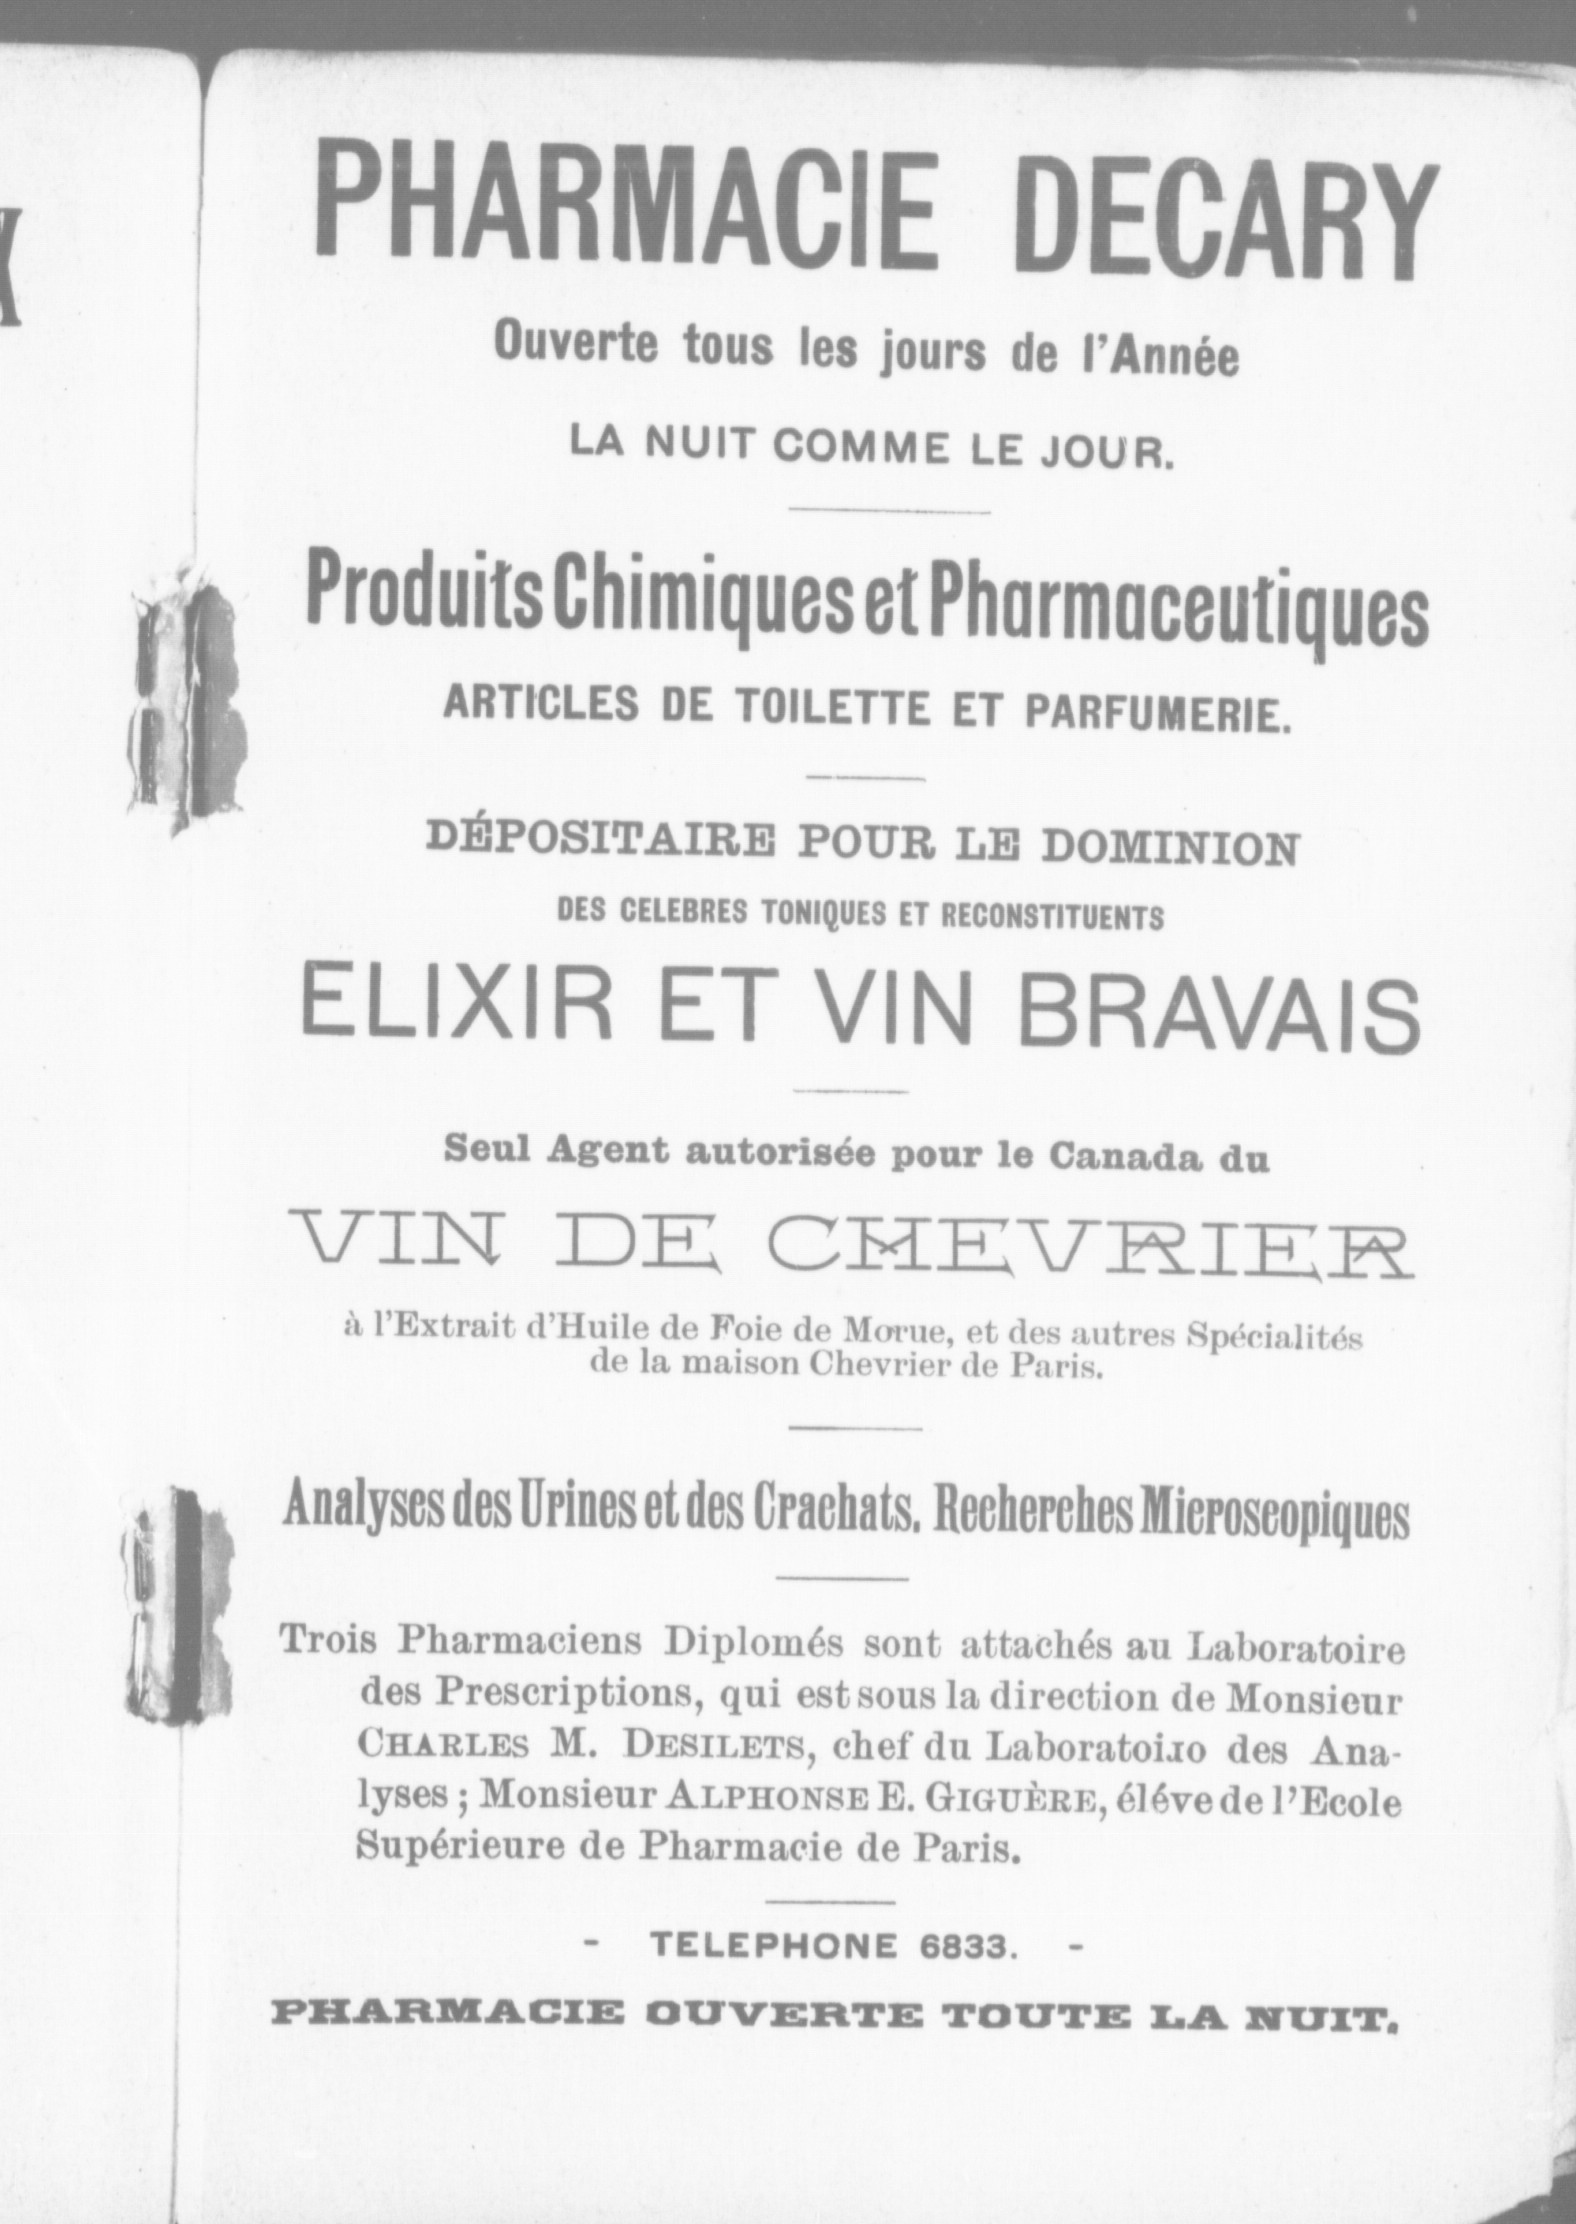 PHARMACIE DECARY
Ouverte tous les jours de l'Année
LA NUIT COMME LE JOUR.
Produits Chimiques et Pharmaceutiques
ARTICLES DE TOILETTE ET PARFUMERIE.
DÉPOSITAIRE POUR LE DOMINION
DES CELEBRES TONIQUES ET RECONSTITUENTS
ELIXIR ET VIN BRAVAIS
Seul Agent autorisée pour le Canada du
VIN DE CHEVRIER
à l'Extrait d'Huile de Foie de Morue, et des autres Spécialités
de la maison Chevrier de Paris.
Analyses des Urines et des Crachats. Recherches Microscopiques
Trois Pharmaciens Diplomés sont attachés au Laboratoire
des Prescriptions, qui est sous la direction de Monsieur
CHARLES M. DESILETS, chef du Laboratoiro des Ana-
lyses ; Monsieur ALPHONSE E. GIGUÈRE, éléve de l'Ecole
Supérieure de Pharmacie de Paris.
- TELEPHONE 6833. -
PHARMACIE OUVERTE TOUTE LA NUIT.